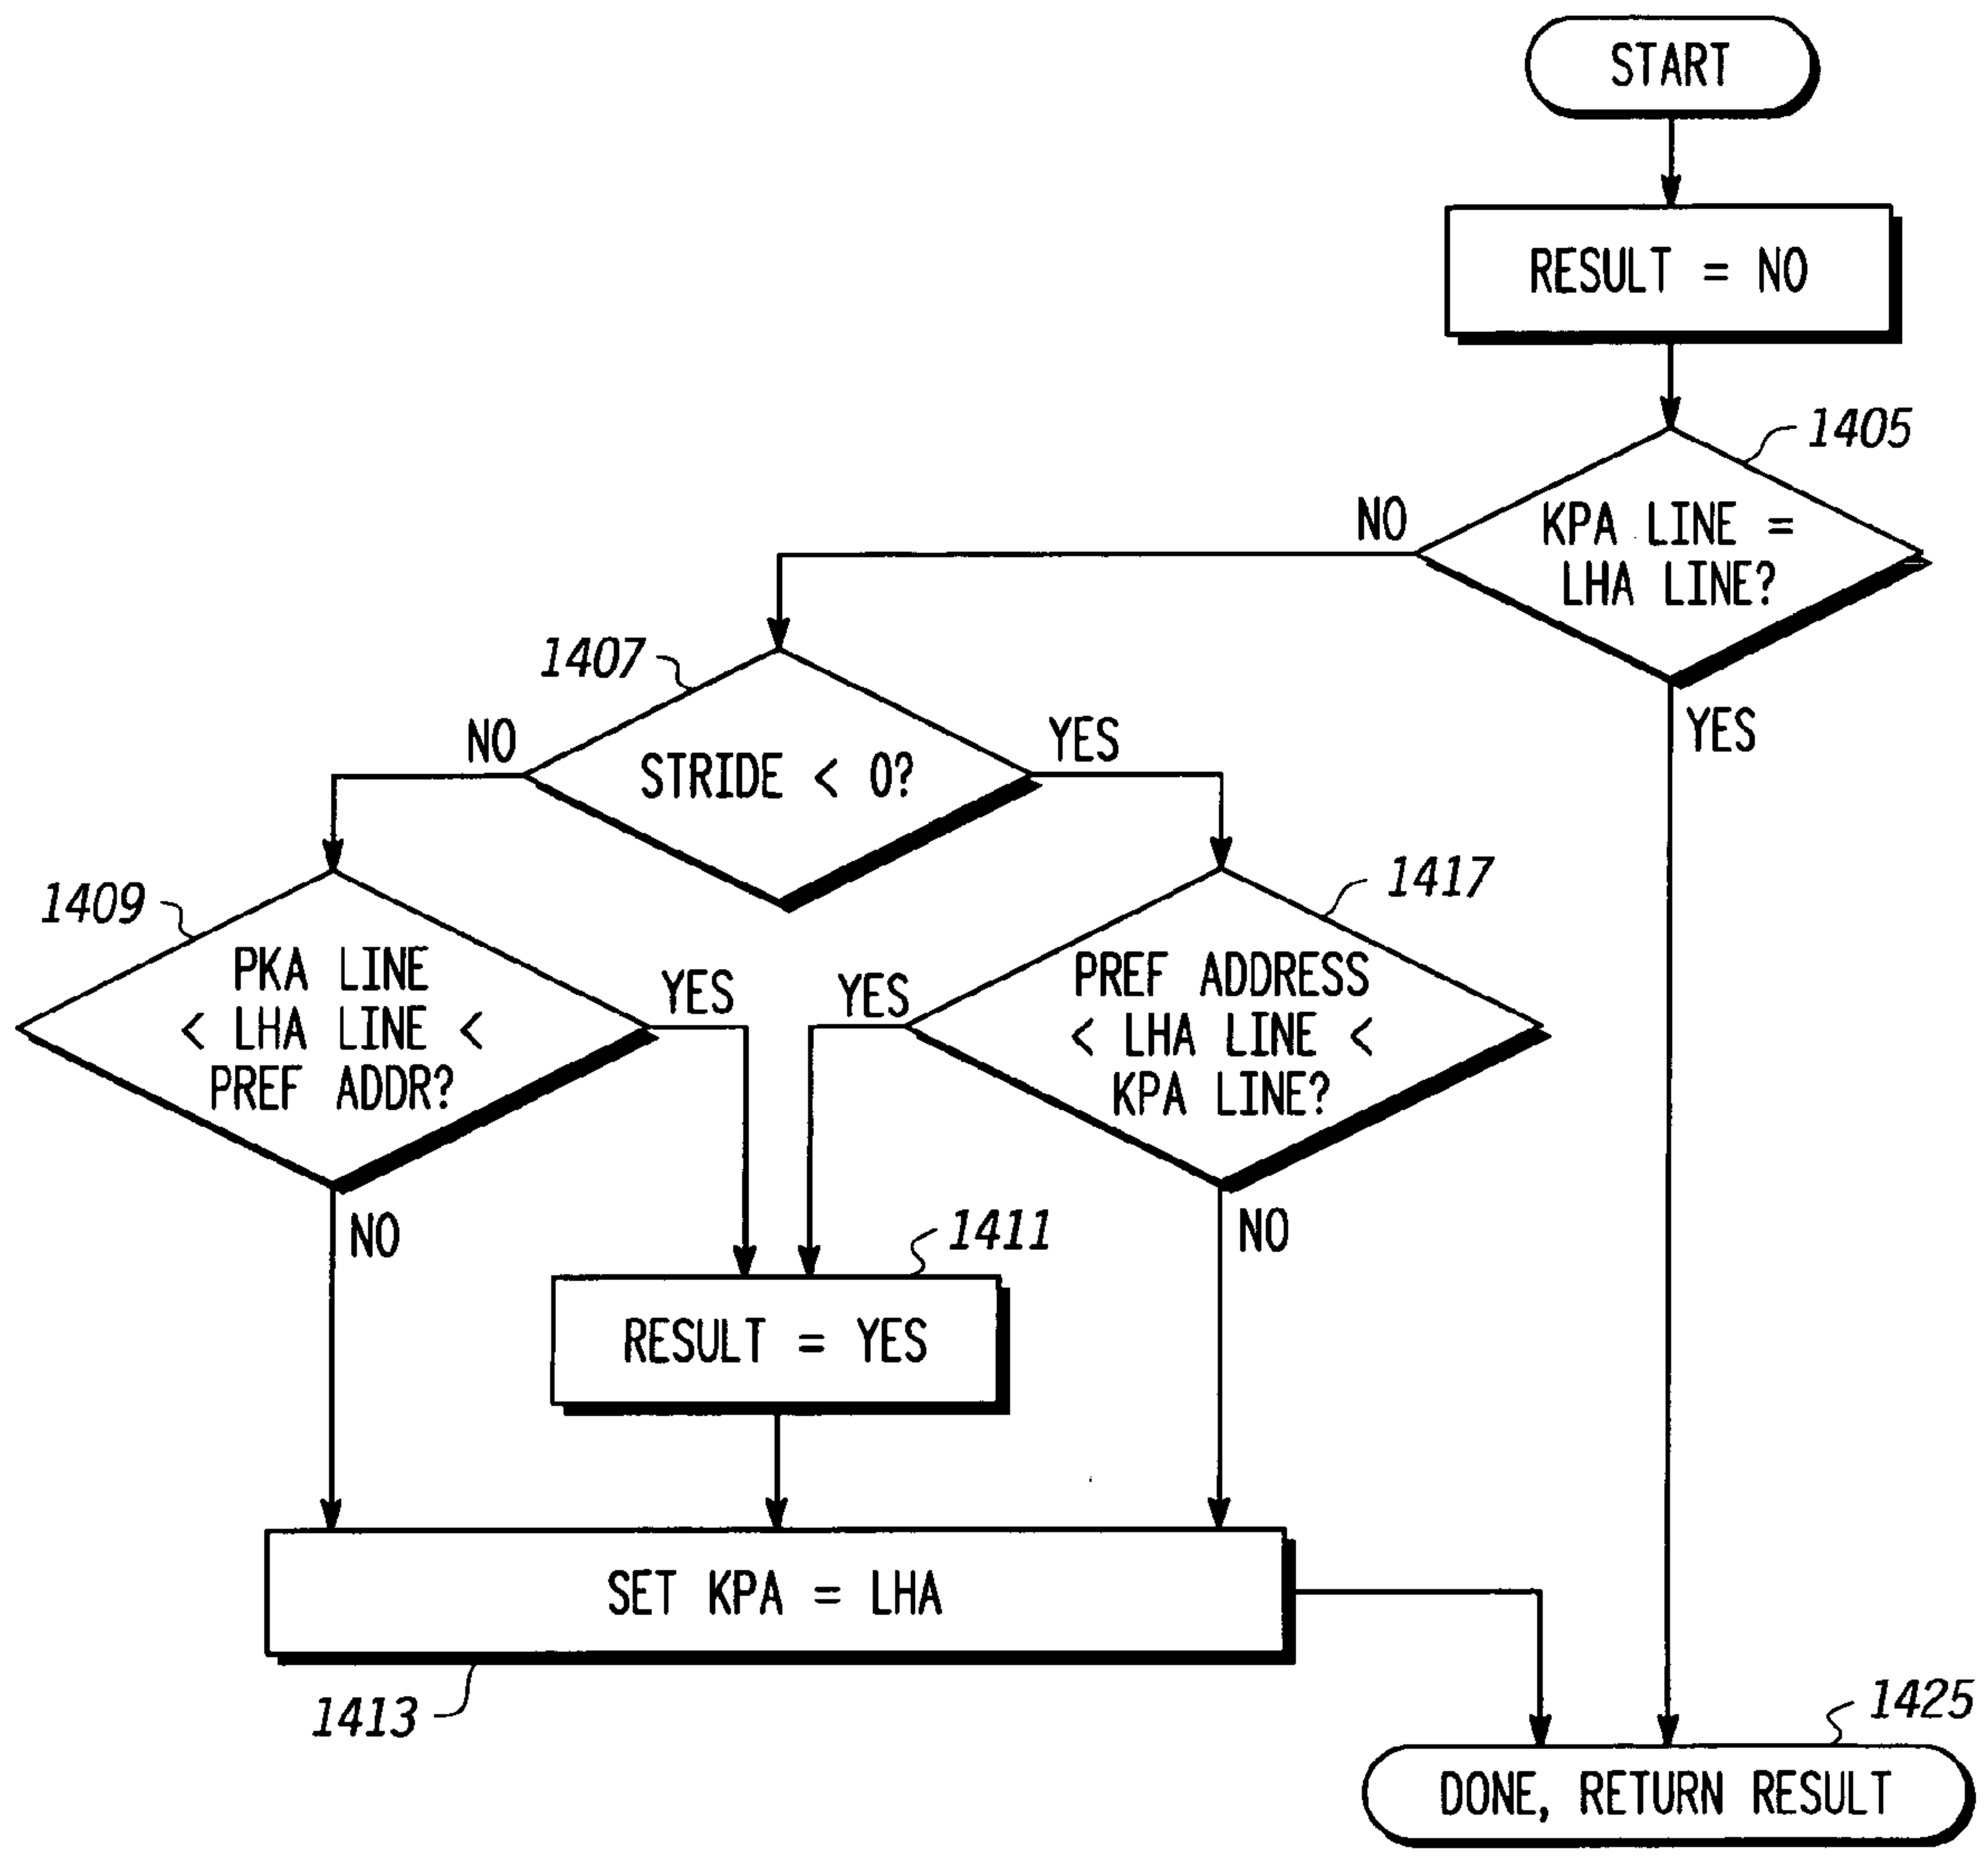 START
RESULT = NO
1405
KPA LINE =
LHA LINE?
NO
YES
1407
STRIDE < 0?
NO
YES
1409
PKA LINE
< LHA LINE <
PREF ADDR?
YES
NO
1417
PREF ADDRESS
< LHA LINE <
KPA LINE?
YES
NO
1411
RESULT = YES
SET KPA = LHA
1413
1425
DONE, RETURN RESULT